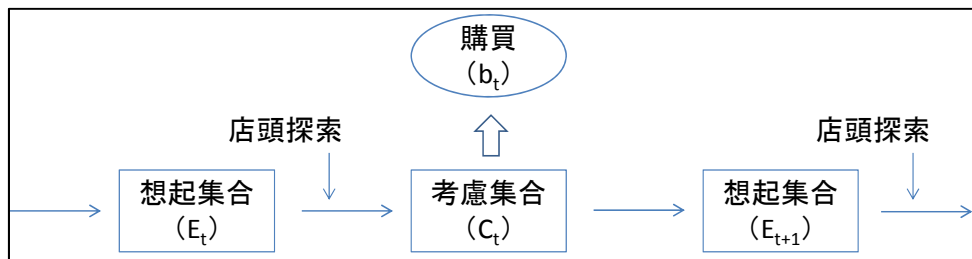 購買
（bt）
店頭探索
店頭探索
想起集合
（Et）
考慮集合
（Ct）
想起集合
（Et+1）